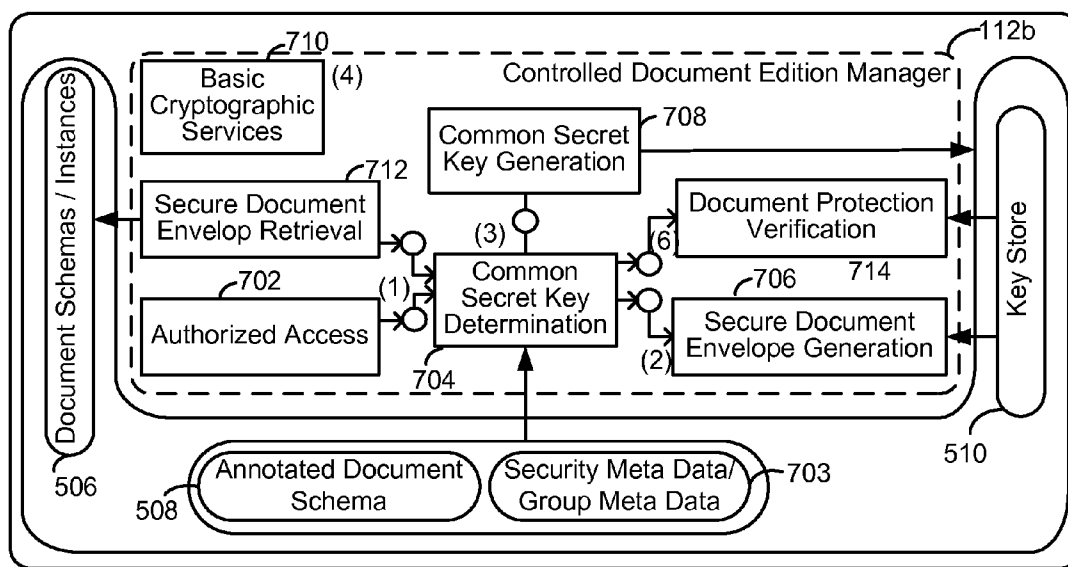 112b
710
Basic
Cryptographic
Services
(4)
Controlled Document Edition Manager
Common Secret
Key Generation
708
712
Secure Document
Envelop Retrieval
Document Protection
Verification
714
(3)
(6)
(1)
Common
Secret Key
Determination
704
702
Authorized Access
706
Secure Document
Envelope Generation
(2)
Document Schemas / Instances
506
Key Store
510
Annotated Document
Schema
508
Security Meta Data/
Group Meta Data
703